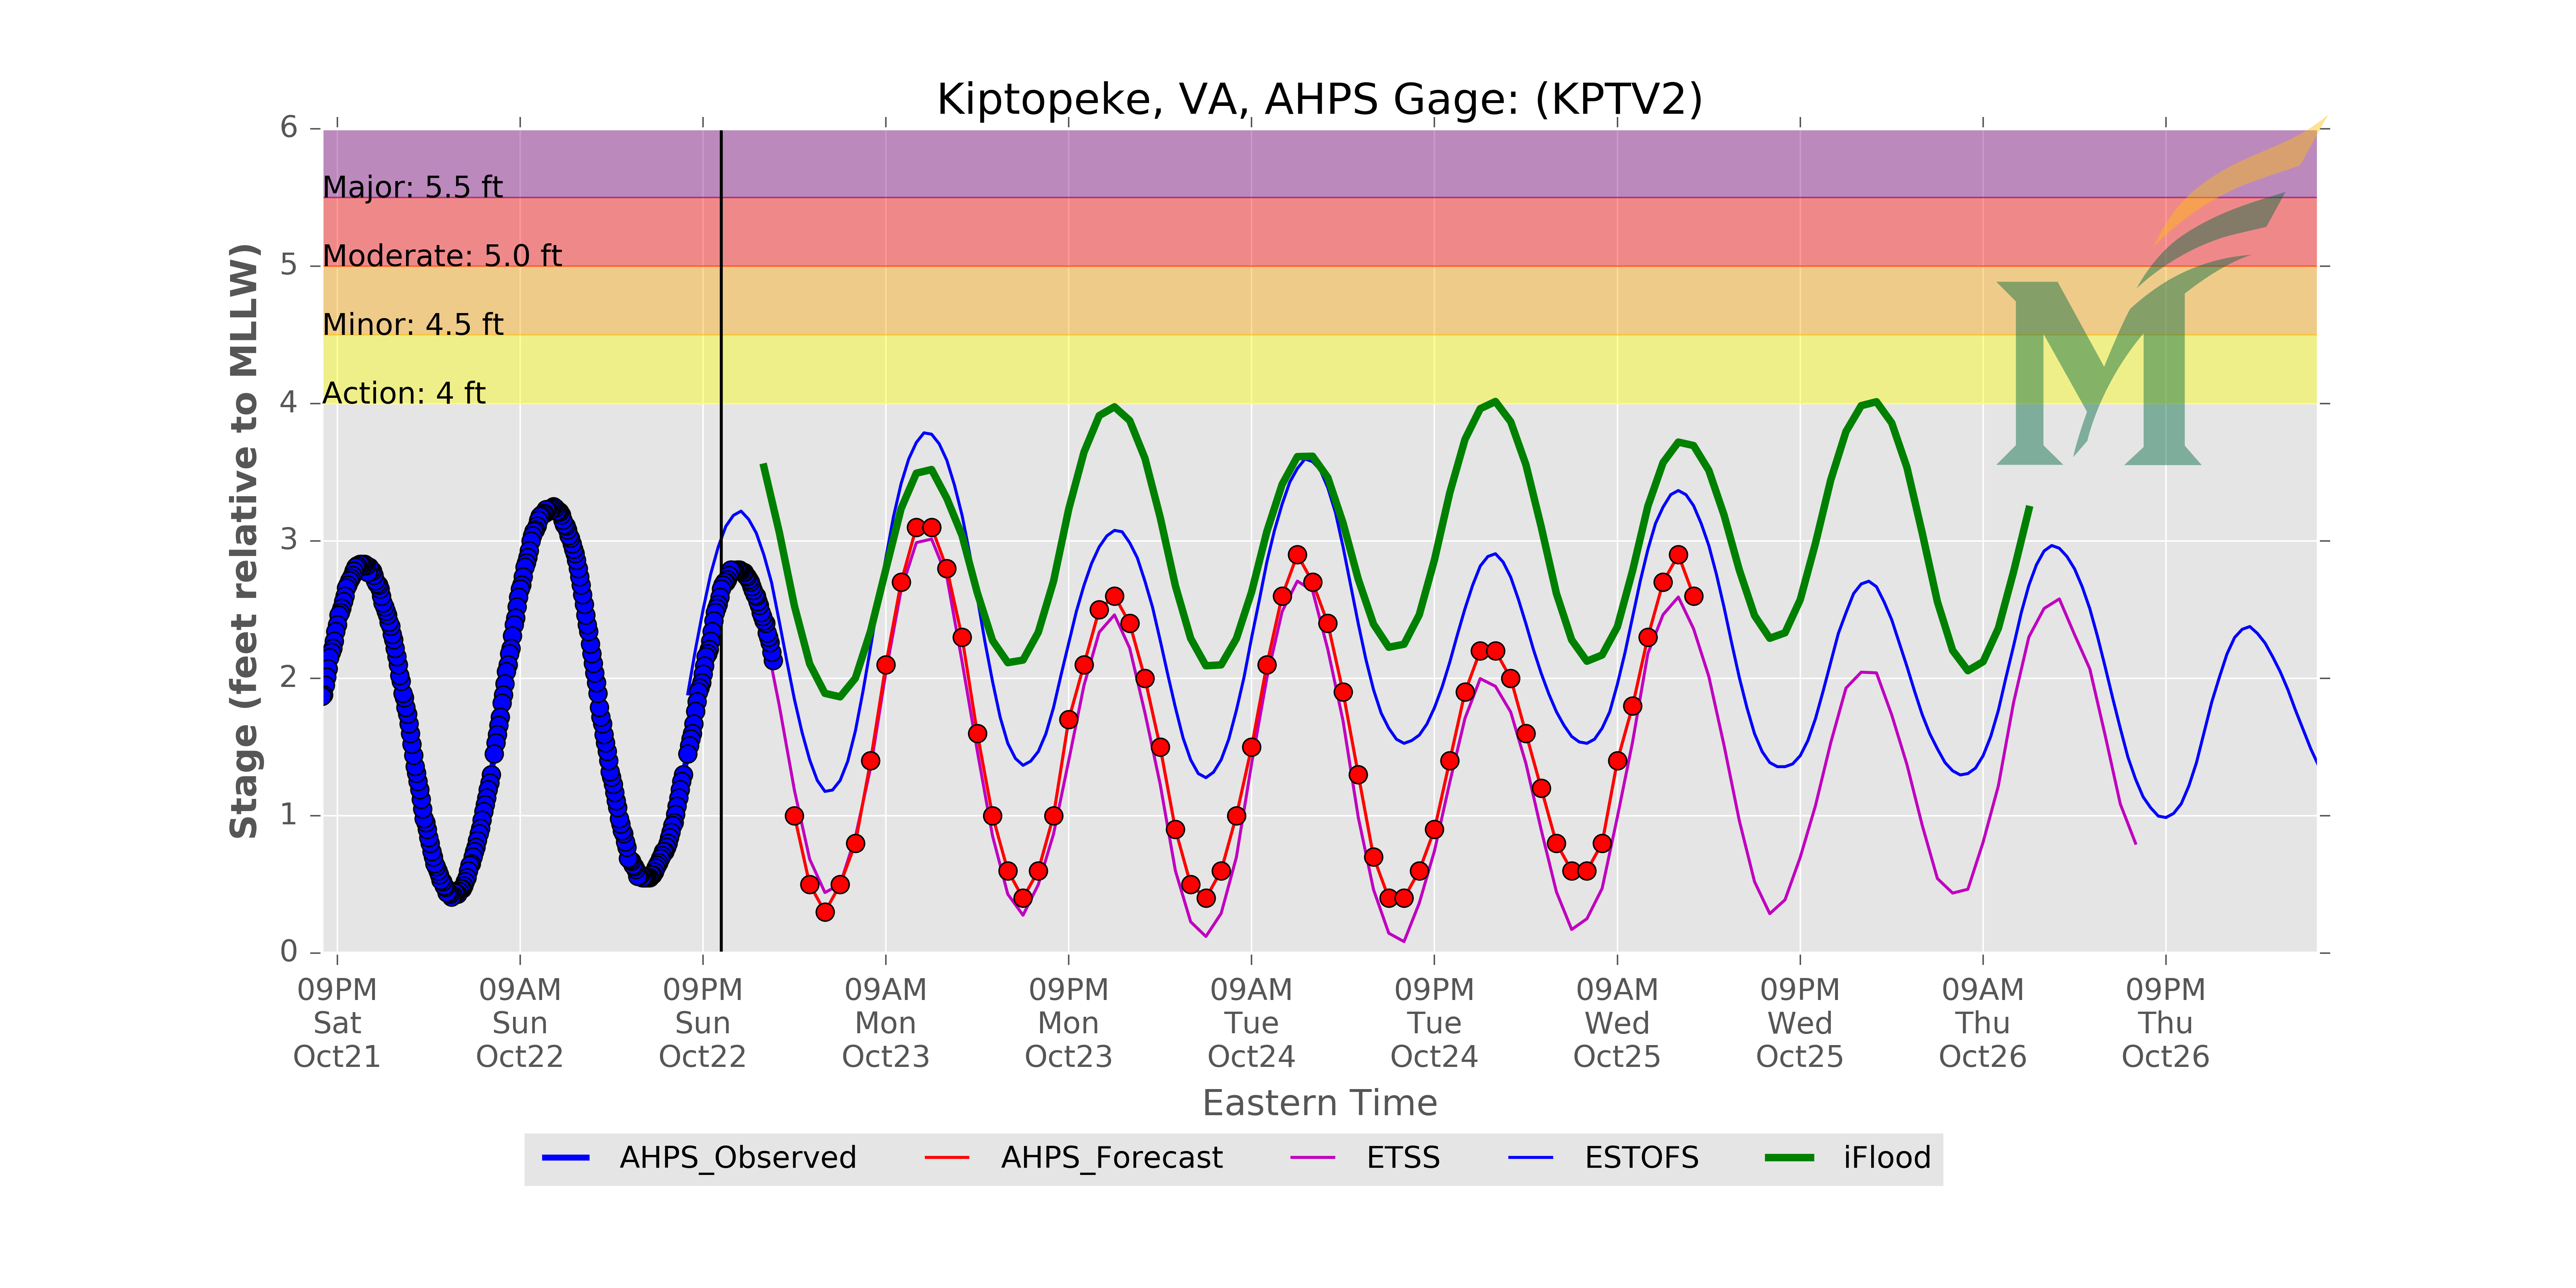 Kiptopeke, VA, AHPS Gage: (KPTV2)
6
5
4
3
2
1
0
Stage (feet relative to MLLW)
Major: 5.5 ft
Moderate: 5.0 ft
Minor: 4.5 ft
Action: 4 ft
M
09PM 09AM 09PM 09AM 09PM 09AM 09PM 09AM 09PM 09AM 09PM
Sat Sun Sun Mon Mon Tue Tue Wed Wed Thu Thu
Oct21 Oct22 Oct22 Oct23 Oct23 Oct24 Oct24 Oct25 Oct25 Oct26 Oct26
Eastern Time
AHPS_Observed AHPS_Forecast ETSS ESTOFS iFlood